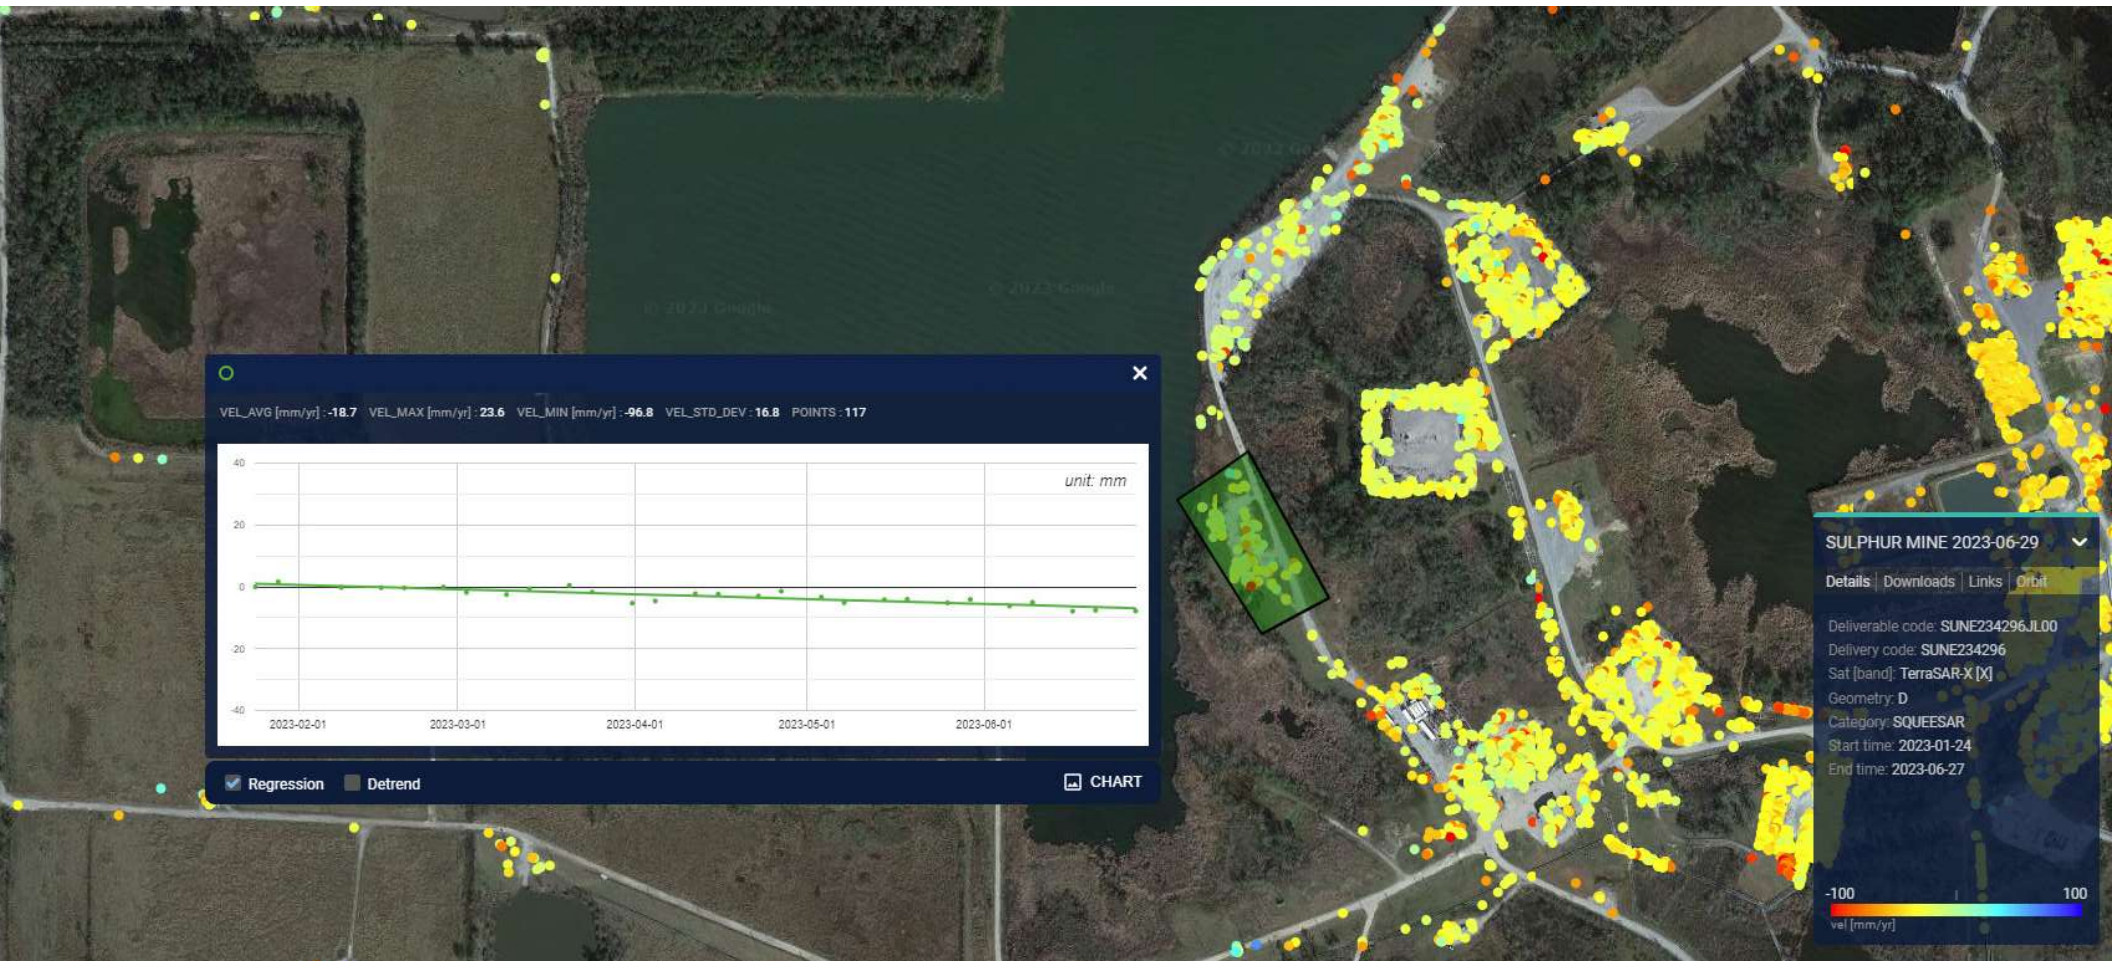 © 2022 Google
© 2023 Google
VEL_AVG [mm/yr] : -18.7 VEL_MAX [mm/yr] : 23.6 VEL_MIN [mm/yr] : -96.8 VEL_STD_DEV : 16.8 POINTS : 117
unit: mm
40
20
0
-20
-40
2023-02-01 2023-03-01 2023-04-01 2023-05-01 2023-06-01
Regression Detrend CHART
SULPHUR MINE 2023-06-29
Details | Downloads | Links | Orbit
Deliverable code: SUNE234296JL00
Delivery code: SUNE234296
Sat [band]: TerraSAR-X [X]
Geometry: D
Category: SQUEESAR
Start time: 2023-01-24
End time: 2023-06-27
-100 100
vel [mm/yr]